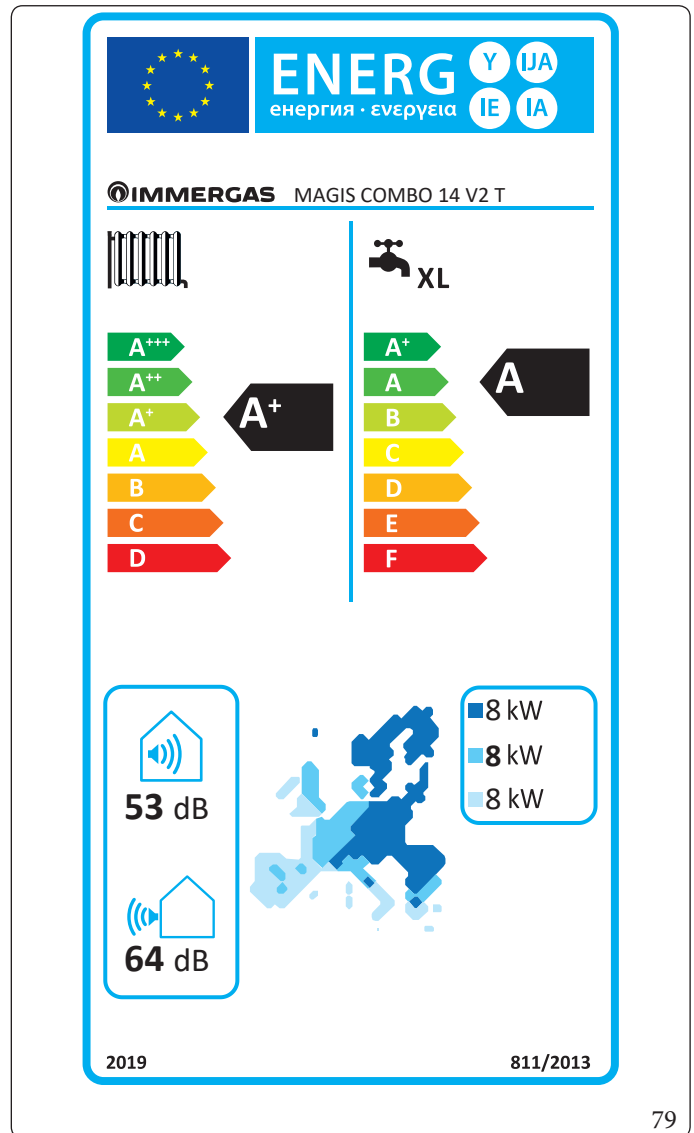 ENERG Y IJA
енергия · ενεργεια IE IA
IMMERGAS MAGIS COMBO 14 V2 T
XL
A+++
A++
A+
A
B
C
D
A+
A+
A
B
C
D
E
F
A
53 dB
64 dB
8 kW
8 kW
8 kW
2019 811/2013
79